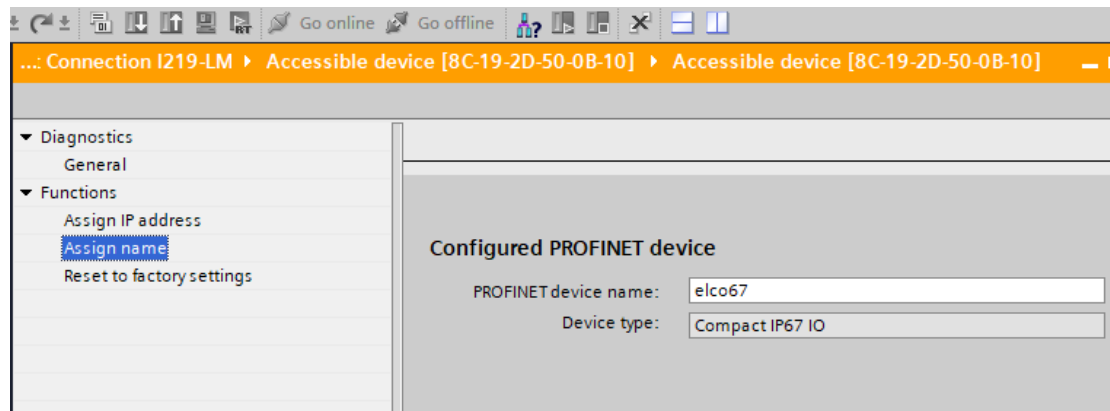 Go online Go offline
...: Connection I219-LM ▸ Accessible device [8C-19-2D-50-0B-10] ▸ Accessible device [8C-19-2D-50-0B-10]
Diagnostics
General
Functions
Assign IP address
Assign name
Reset to factory settings
Configured PROFINET device
PROFINET device name: elco67
Device type: Compact IP67 IO